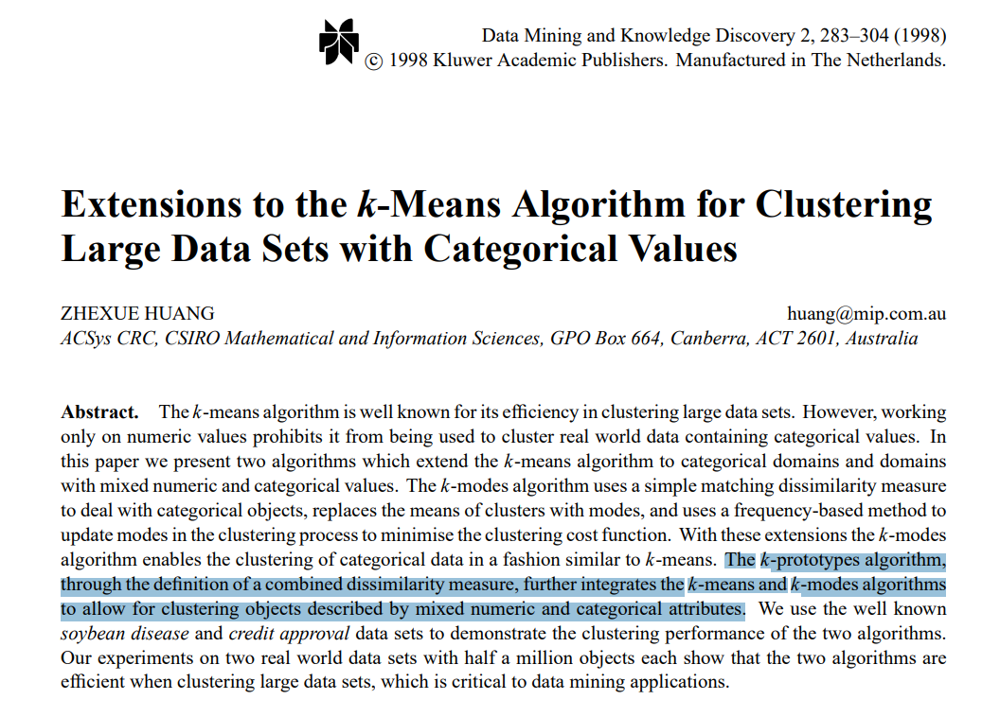 Data Mining and Knowledge Discovery 2, 283–304 (1998)
© 1998 Kluwer Academic Publishers. Manufactured in The Netherlands.
Extensions to the k-Means Algorithm for Clustering
Large Data Sets with Categorical Values
ZHEXUE HUANG huang@mip.com.au
ACSys CRC, CSIRO Mathematical and Information Sciences, GPO Box 664, Canberra, ACT 2601, Australia
Abstract. The k-means algorithm is well known for its efficiency in clustering large data sets. However, working
only on numeric values prohibits it from being used to cluster real world data containing categorical values. In
this paper we present two algorithms which extend the k-means algorithm to categorical domains and domains
with mixed numeric and categorical values. The k-modes algorithm uses a simple matching dissimilarity measure
to deal with categorical objects, replaces the means of clusters with modes, and uses a frequency-based method to
update modes in the clustering process to minimise the clustering cost function. With these extensions the k-modes
algorithm enables the clustering of categorical data in a fashion similar to k-means. The k-prototypes algorithm,
through the definition of a combined dissimilarity measure, further integrates the k-means and k-modes algorithms
to allow for clustering objects described by mixed numeric and categorical attributes. We use the well known
soybean disease and credit approval data sets to demonstrate the clustering performance of the two algorithms.
Our experiments on two real world data sets with half a million objects each show that the two algorithms are
efficient when clustering large data sets, which is critical to data mining applications.